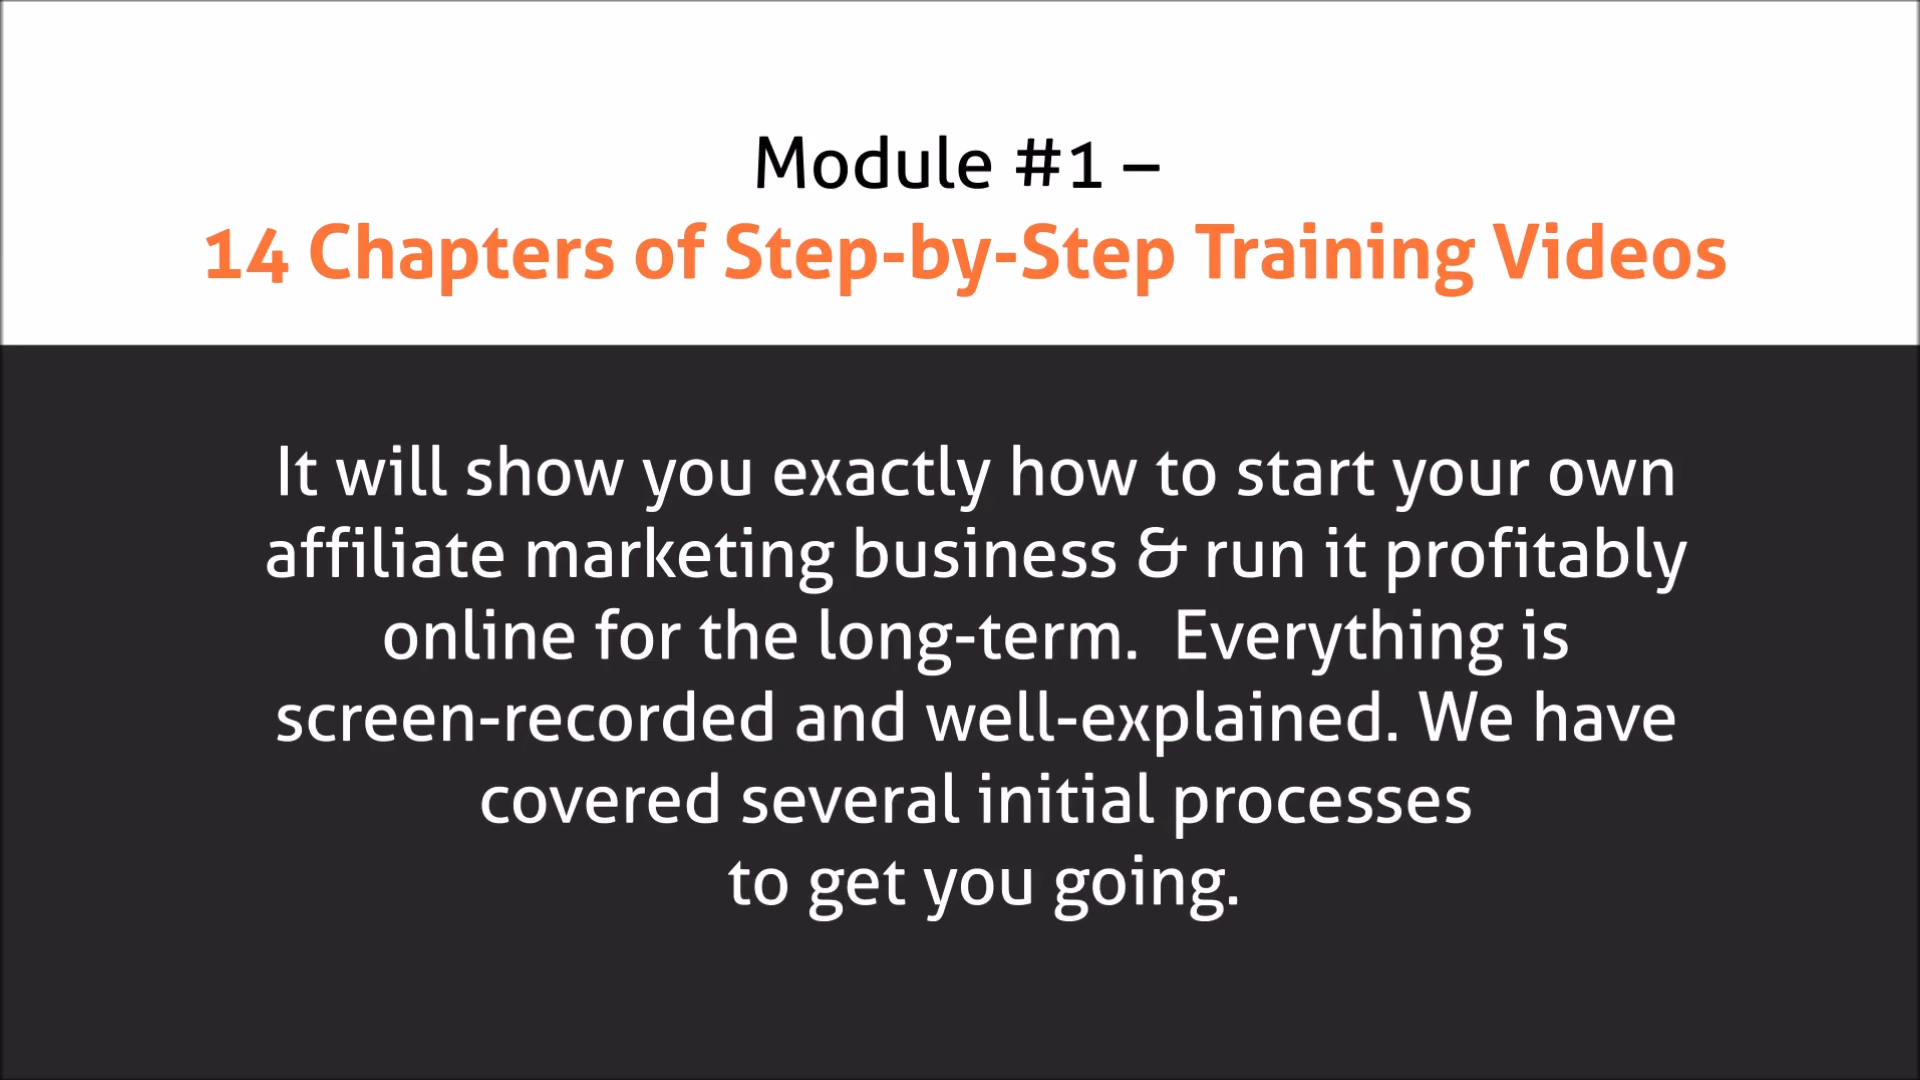 Module #1 –
14 Chapters of Step-by-Step Training Videos
It will show you exactly how to start your own
affiliate marketing business & run it profitably
online for the long-term.  Everything is
screen-recorded and well-explained. We have
covered several initial processes
to get you going.